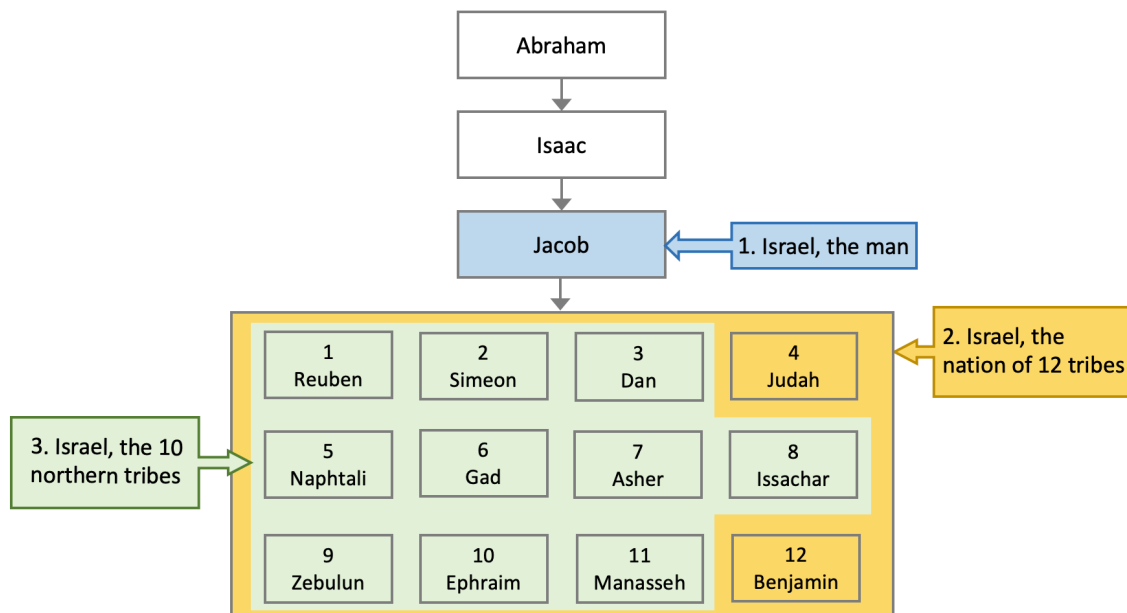 Abraham
Isaac
Jacob
1. Israel, the man
2. Israel, the
nation of 12 tribes
3. Israel, the 10
northern tribes
1
Reuben
2
Simeon
3
Dan
4
Judah
5
Naphtali
6
Gad
7
Asher
8
Issachar
9
Zebulun
10
Ephraim
11
Manasseh
12
Benjamin